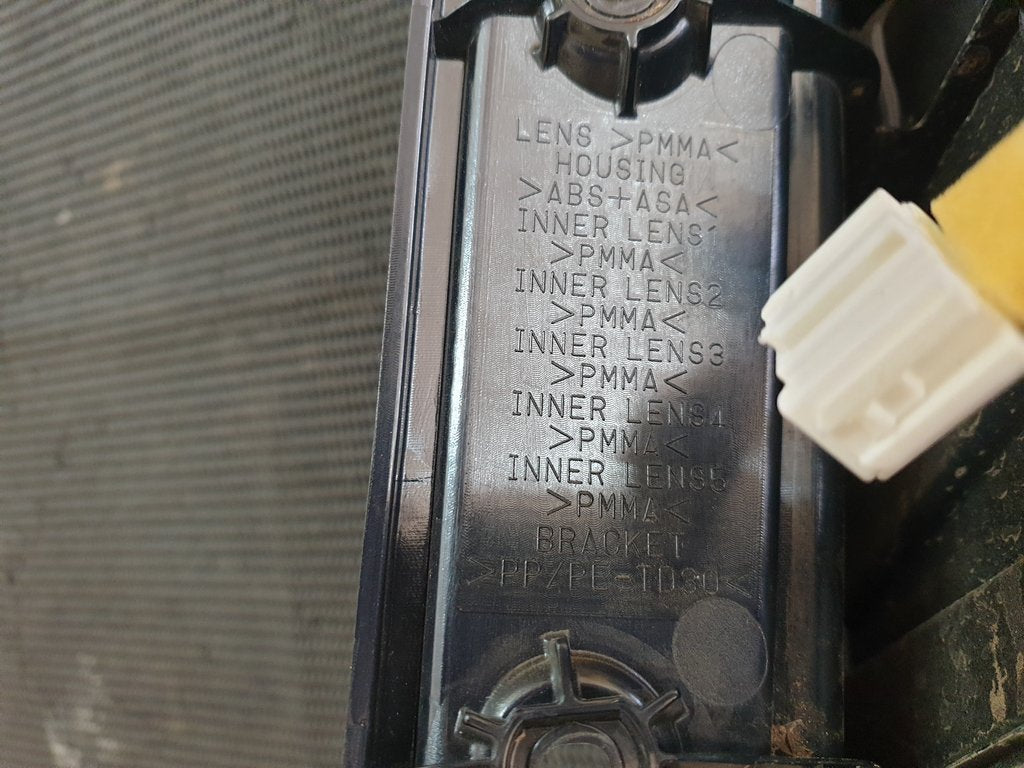 LENS >PMMA<
HOUSING
>ABS+ASA<
INNER LENS1
>PMMA<
INNER LENS2
>PMMA<
INNER LENS3
>PMMA<
INNER LENS4
>PMMA<
INNER LENS5
>PMMA<
BRACKET
>PP/PE-TD30<